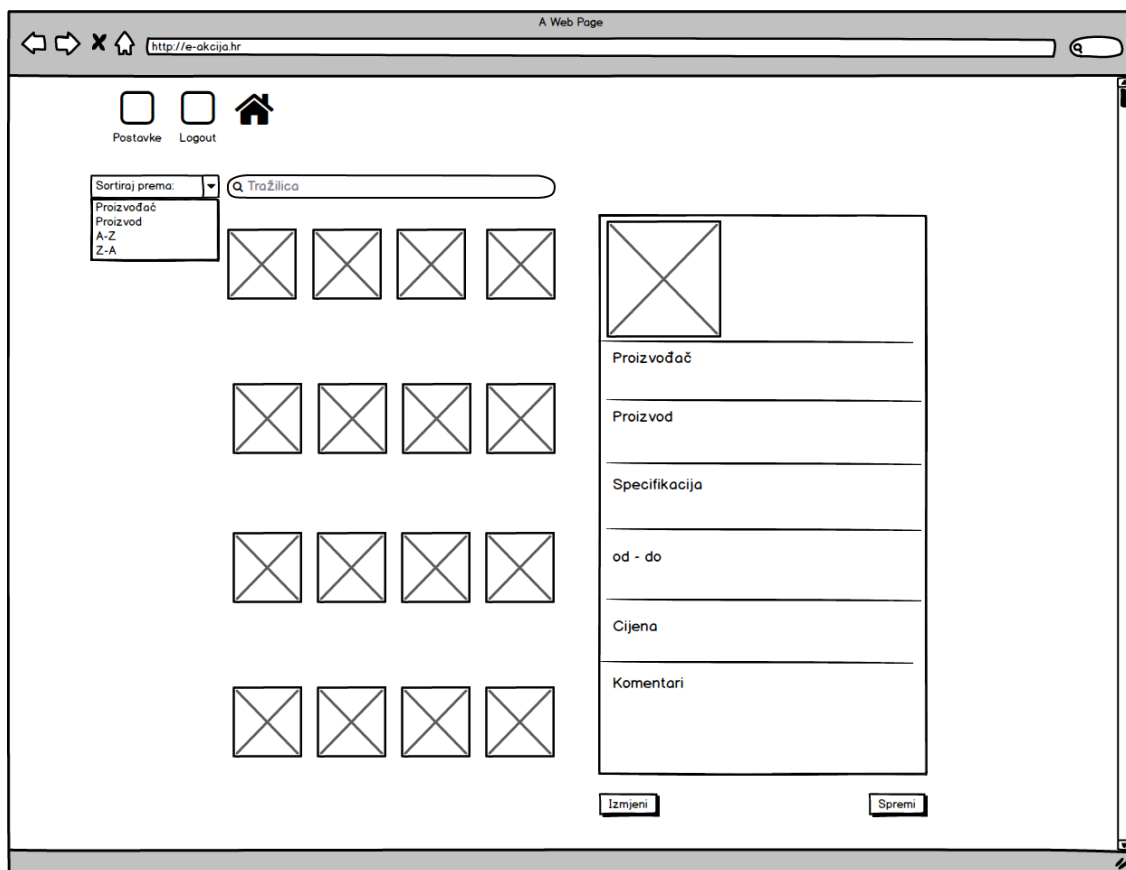 A Web Page
http://e-akcija.hr
Postavke
Logout
Sortiraj prema:
Tražilica
Proizvođać
Proizvod
A-Z
Z-A
Proizvođač
Proizvod
Specifikacija
od - do
Cijena
Komentari
Izmjeni
Spremi